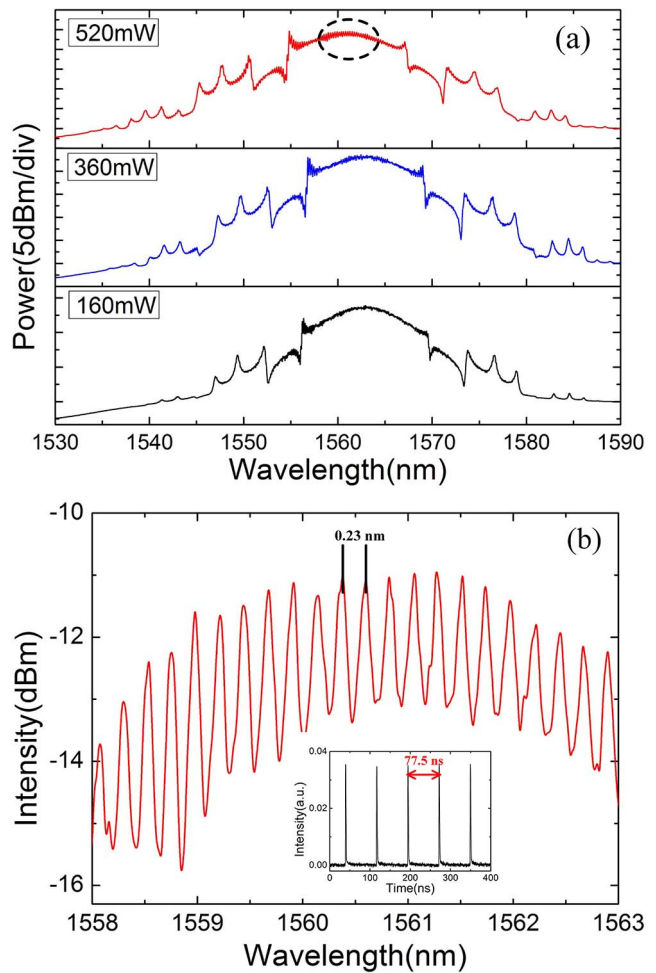 520mW
(a)
360mW
160mW
Power(5dBm/div)
1530 1540 1550 1560 1570 1580 1590
Wavelength(nm)
(b)
-10
0.23 nm
-12
-14
-16
Intensity(dBm)
0.04
77.5 ns
0.02
0.00
Intensity(a.u.)
0 100 200 300 400
Time(ns)
1558 1559 1560 1561 1562 1563
Wavelength(nm)